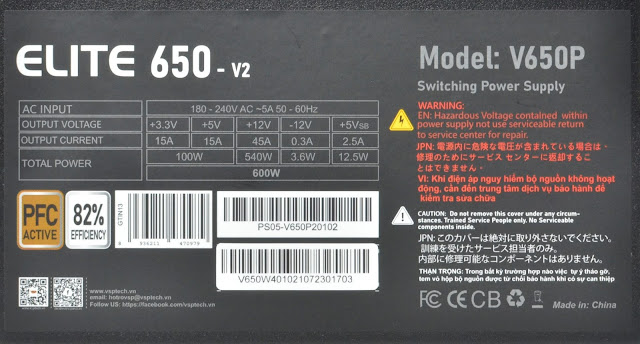 ELITE 650 - V2
Model: V650P
Switching Power Supply
AC INPUT 180 - 240V AC ~5A 50 - 60Hz
OUTPUT VOLTAGE +3.3V +5V +12V -12V +5VSB
OUTPUT CURRENT 15A 15A 45A 0.3A 2.5A
TOTAL POWER 100W 540W 3.6W 12.5W
600W
WARNING:
EN: Hazardous Voltage contained within
power supply not use serviceable return
to service center for repair.
JPN: 電源内に危険な電圧が含まれている場合は、
修理のためにサービス センターに返却するこ
とはできません。
VI: Khi điện áp nguy hiểm bộ nguồn không hoạt
động, cần đến trung tâm dịch vụ bảo hành để
kiểm tra sửa chữa
PFC
ACTIVE
82%
EFFICIENCY
GTIN13
PS05-V650P20102
V650W401021072301703
CAUTION: Do not remove this cover under any circum-
stances. Trained Service People only. No Serviceable
components inside.
JPN: このカバーは絶対に取り外さないでください。
訓練を受けたサービス担当者のみ。
内部に修理可能なコンポーネントはありません。
THẬN TRỌNG: Trong bất kỳ trường hợp nào việc tự ý tháo gỡ,
tem vỏ hộp bộ nguồn được từ chối bảo hành khi có sự can thiệp
www.vsptech.vn
email: hotrovsp@vsptech.vn
Follow US: https://facebook.com/vsptech.vn
FC CE CB
Made in: China